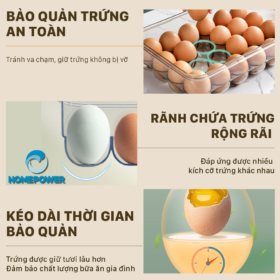 BẢO QUẢN TRỨNG
AN TOÀN
Tránh va chạm, giữ trứng không bị vỡ
RÃNH CHỨA TRỨNG
RỘNG RÃI
Đáp ứng được nhiều
kích cỡ trứng khác nhau
HOMEPOWER
KÉO DÀI THỜI GIAN
BẢO QUẢN
Trứng được giữ tươi lâu hơn
Đảm bảo chất lượng bữa ăn gia đình